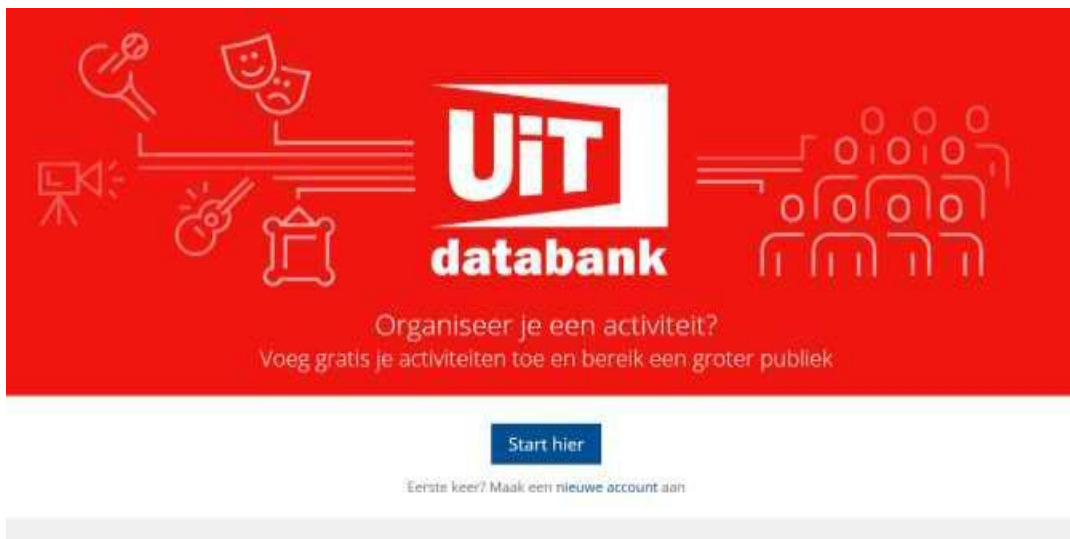 UiT
databank
Organiseer je een activiteit?
Voeg gratis je activiteiten toe en bereik een groter publiek
Start hier
Eerste keer? Maak een nieuwe account aan